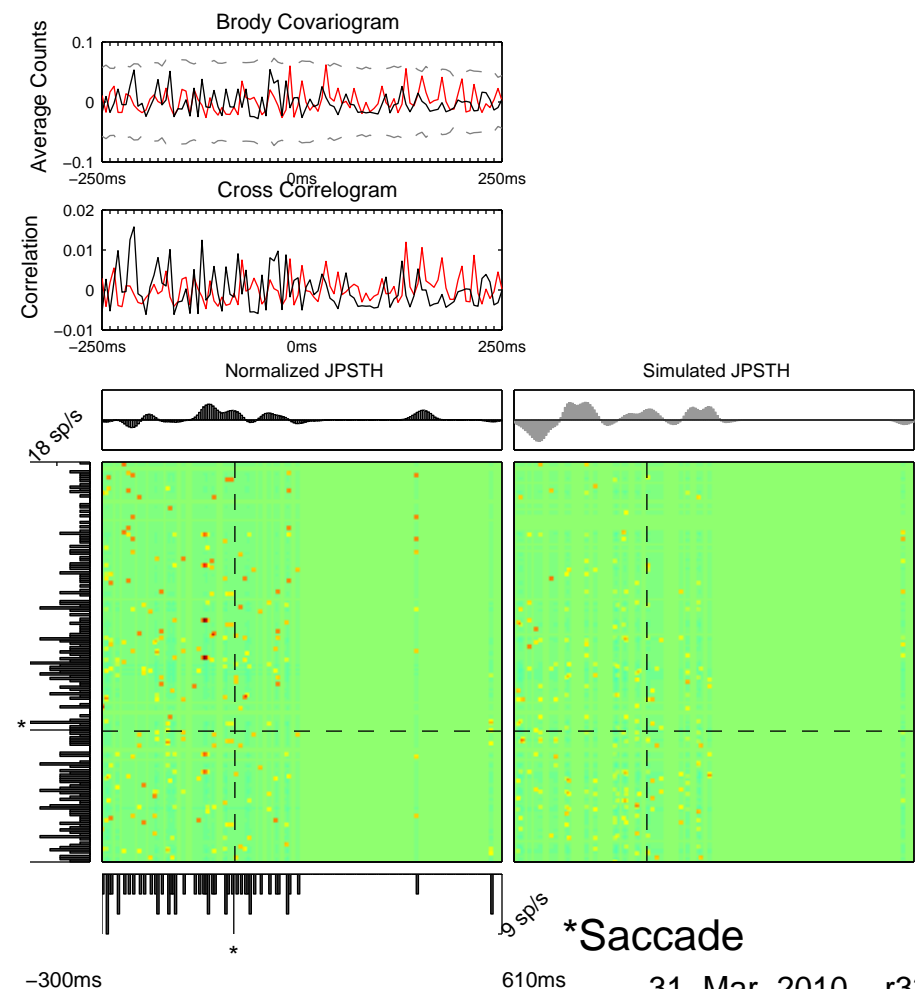 Brody Covariogram
Average Counts
0.1
0
−0.1
−250ms
0ms
250ms
Cross Correlogram
Correlation
0.02
0.01
0
−0.01
−250ms
0ms
250ms
Normalized JPSTH
Simulated JPSTH
18 sp/s
*
*
9 sp/s
*Saccade
−300ms
610ms
31 Mar 2010